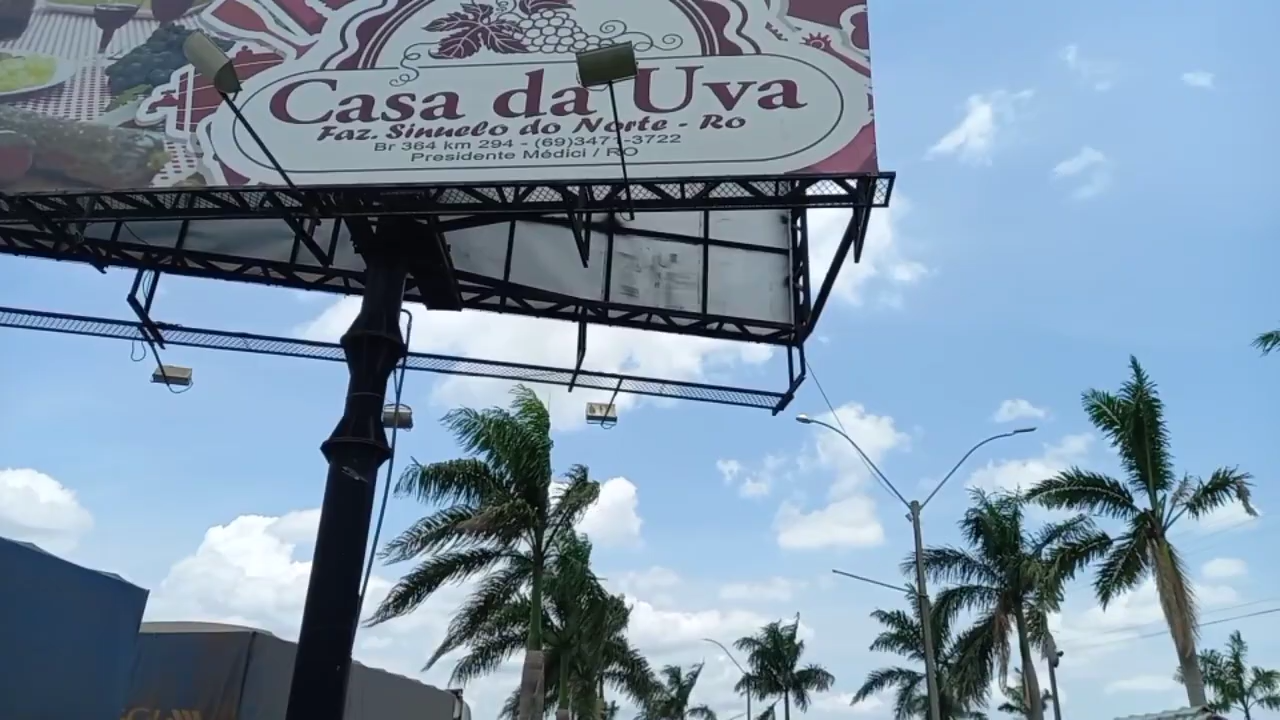 Casa da Uva
Faz. Sinuelo do Norte - Ro
Br 364 km 294 - (69)3471-3722
Presidente Médici / RO